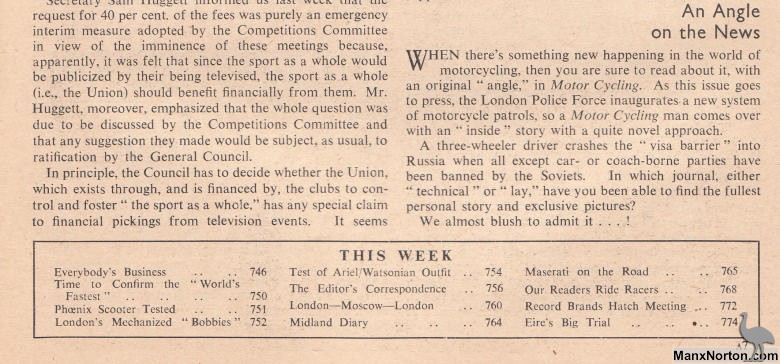 Secretary Sam Huggett informed us last week that the
request for 40 per cent. of the fees was purely an emergency
interim measure adopted by the Competitions Committee
in view of the imminence of these meetings because,
apparently, it was felt that since the sport as a whole would
be publicized by their being televised, the sport as a whole
(i.e., the Union) should benefit financially from them. Mr.
Huggett, moreover, emphasized that the whole question was
due to be discussed by the Competitions Committee and
that any suggestion they made would be subject, as usual, to
ratification by the General Council.
In principle, the Council has to decide whether the Union,
which exists through, and is financed by, the clubs to con-
trol and foster “ the sport as a whole,” has any special claim
to financial pickings from television events. It seems
An Angle
on the News
WHEN there's something new happening in the world of
motorcycling, then you are sure to read about it, with
an original “ angle,” in Motor Cycling. As this issue goes
to press, the London Police Force inaugurates a new system
of motorcycle patrols, so a Motor Cycling man comes over
with an “ inside ” story with a quite novel approach.
A three-wheeler driver crashes the “ visa barrier ” into
Russia when all except car- or coach-borne parties have
been banned by the Soviets. In which journal, either
“ technical ” or “ lay,” have you been able to find the fullest
personal story and exclusive pictures?
We almost blush to admit it . . . !
THIS WEEK
Everybody's Business .. .. 746
Time to Confirm the “ World's
Fastest ” .. .. .. .. 750
Phœnix Scooter Tested .. .. 751
London's Mechanized “ Bobbies ” 752
Test of Ariel/Watsonian Outfit .. 754
The Editor's Correspondence .. 756
London—Moscow—London .. 760
Midland Diary .. .. .. 764
Maserati on the Road .. .. 765
Our Readers Ride Racers .. .. 768
Record Brands Hatch Meeting ... 772
Eire's Big Trial .. .. .. 774
A7
ManxNorton.com